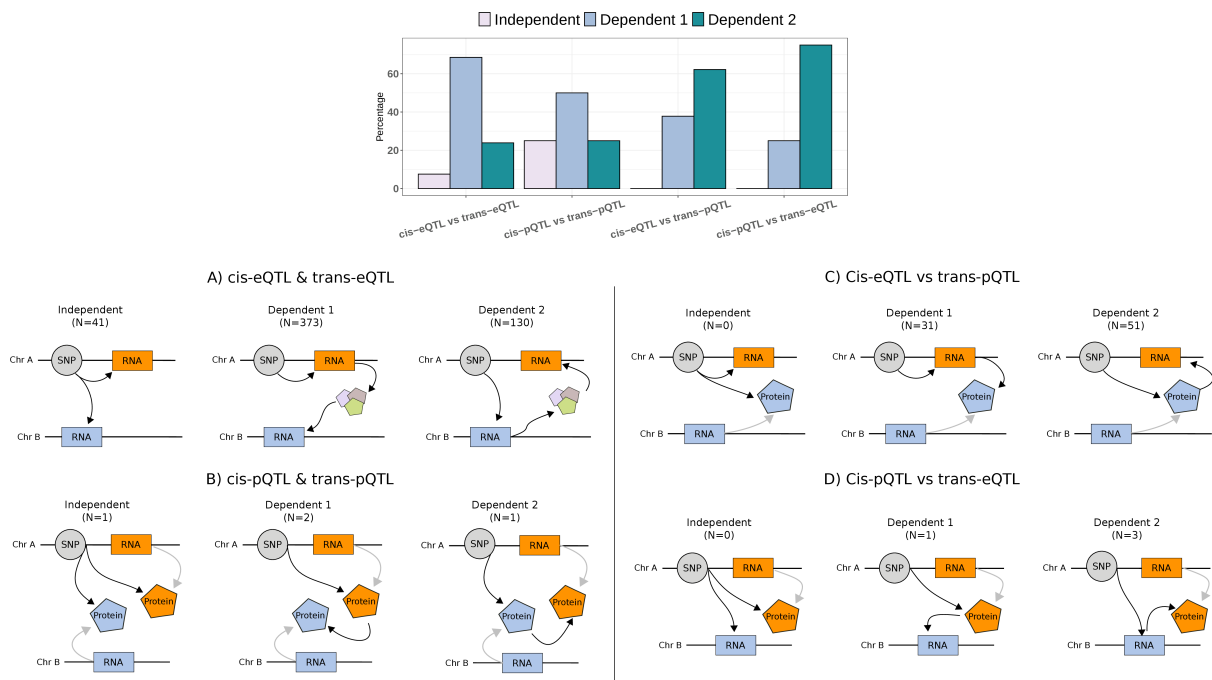 Independent Dependent 1 Dependent 2
Percentage
60
40
20
0
cis−eQTL vs trans−eQTL
cis−pQTL vs trans−pQTL
cis−eQTL vs trans−pQTL
cis−pQTL vs trans−eQTL
A) cis-eQTL & trans-eQTL
Independent
(N=41)
Chr A SNP RNA
Chr B RNA
Dependent 1
(N=373)
Chr A SNP RNA
Chr B RNA
Dependent 2
(N=130)
Chr A SNP RNA
Chr B RNA
B) cis-pQTL & trans-pQTL
Independent
(N=1)
Chr A SNP RNA
Protein
Protein
Chr B RNA
Dependent 1
(N=2)
Chr A SNP RNA
Protein
Protein
Chr B RNA
Dependent 2
(N=1)
Chr A SNP RNA
Protein
Protein
Chr B RNA
C) Cis-eQTL vs trans-pQTL
Independent
(N=0)
Chr A SNP RNA
Protein
Chr B RNA
Dependent 1
(N=31)
Chr A SNP RNA
Protein
Chr B RNA
Dependent 2
(N=51)
Chr A SNP RNA
Protein
Chr B RNA
D) Cis-pQTL vs trans-eQTL
Independent
(N=0)
Chr A SNP RNA
Protein
Chr B RNA
Dependent 1
(N=1)
Chr A SNP RNA
Protein
Chr B RNA
Dependent 2
(N=3)
Chr A SNP RNA
Protein
Chr B RNA